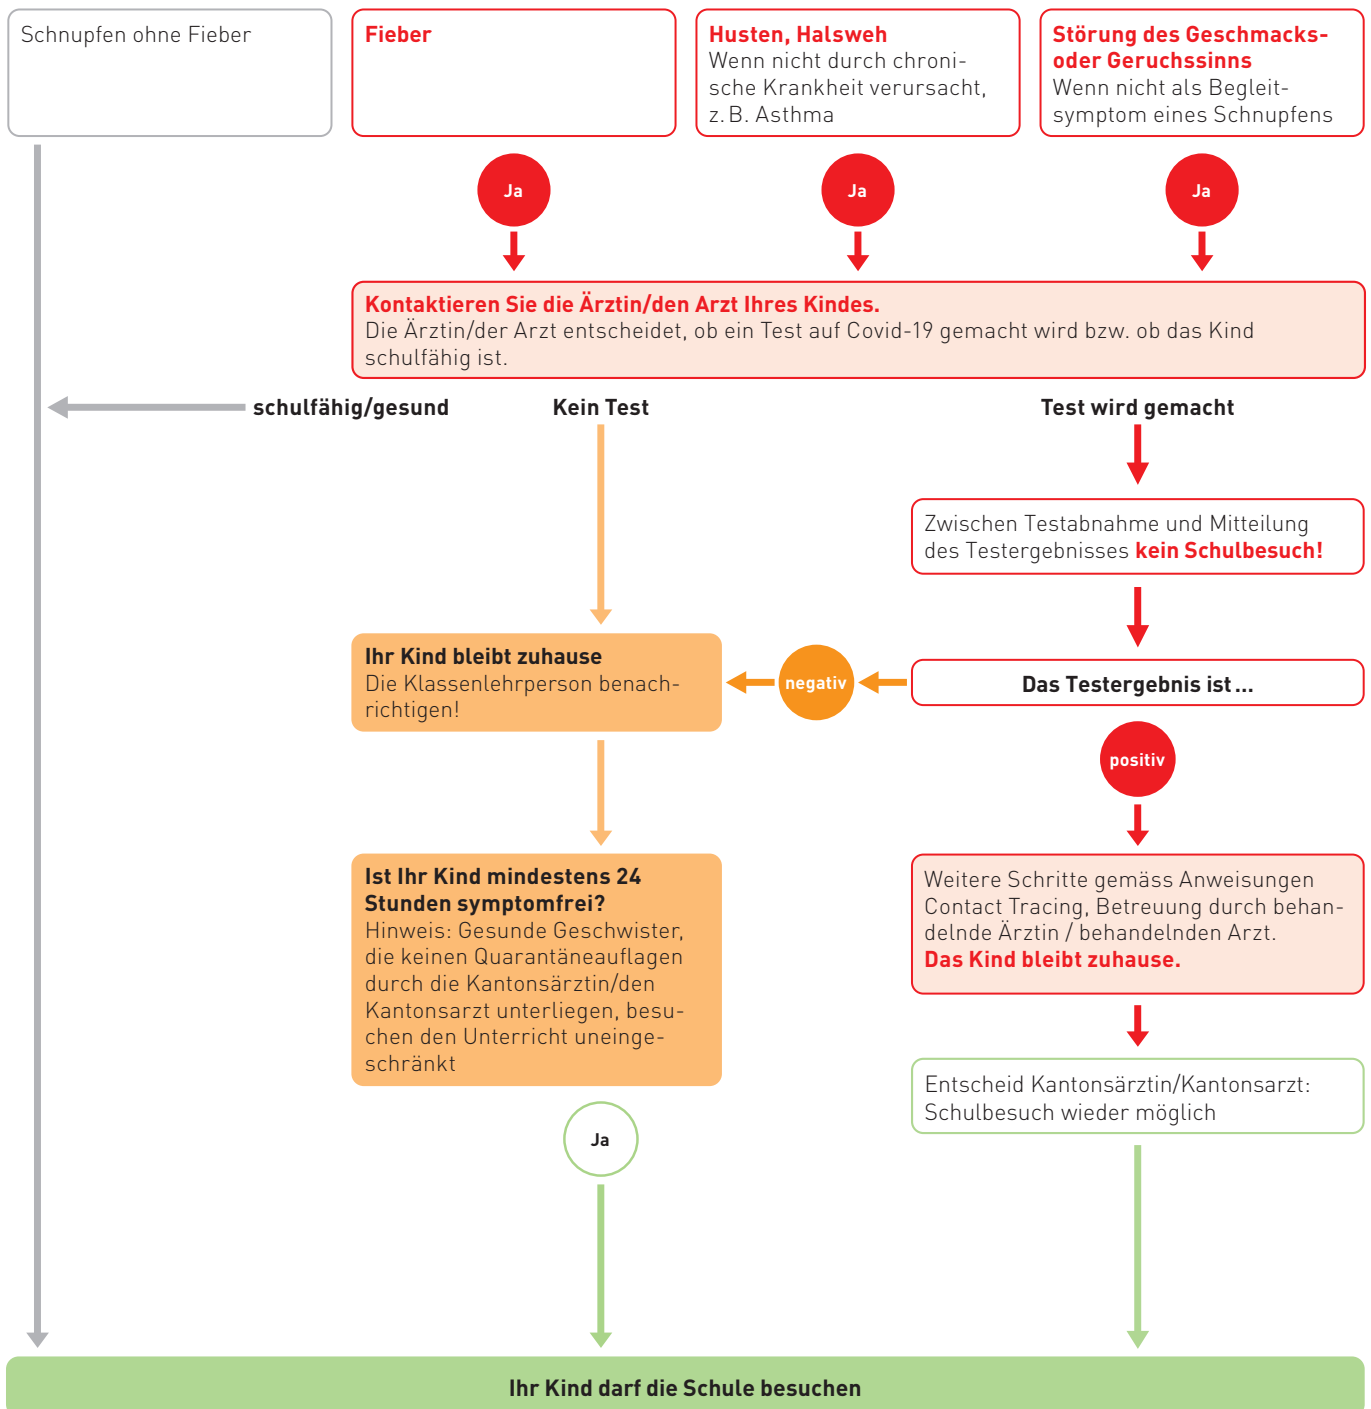 Schnupfen ohne Fieber
Fieber
Husten, Halsweh
Wenn nicht durch chroni-
sche Krankheit verursacht,
z. B. Asthma
Störung des Geschmacks-
oder Geruchssinns
Wenn nicht als Begleit-
symptom eines Schnupfens
Ja
Ja
Ja
Kontaktieren Sie die Ärztin/den Arzt Ihres Kindes.
Die Ärztin/der Arzt entscheidet, ob ein Test auf Covid-19 gemacht wird bzw. ob das Kind
schulfähig ist.
schulfähig/gesund
Kein Test
Test wird gemacht
Zwischen Testabnahme und Mitteilung
des Testergebnisses kein Schulbesuch!
Ihr Kind bleibt zuhause
Die Klassenlehrperson benach-
richtigen!
negativ
Das Testergebnis ist ...
positiv
Ist Ihr Kind mindestens 24
Stunden symptomfrei?
Hinweis: Gesunde Geschwister,
die keinen Quarantäneauflagen
durch die Kantonsärztin/den
Kantonsarzt unterliegen, besu-
chen den Unterricht uneinge-
schränkt
Weitere Schritte gemäss Anweisungen
Contact Tracing, Betreuung durch behan-
delnde Ärztin / behandelnden Arzt.
Das Kind bleibt zuhause.
Ja
Entscheid Kantonsärztin/Kantonsarzt:
Schulbesuch wieder möglich
Ihr Kind darf die Schule besuchen